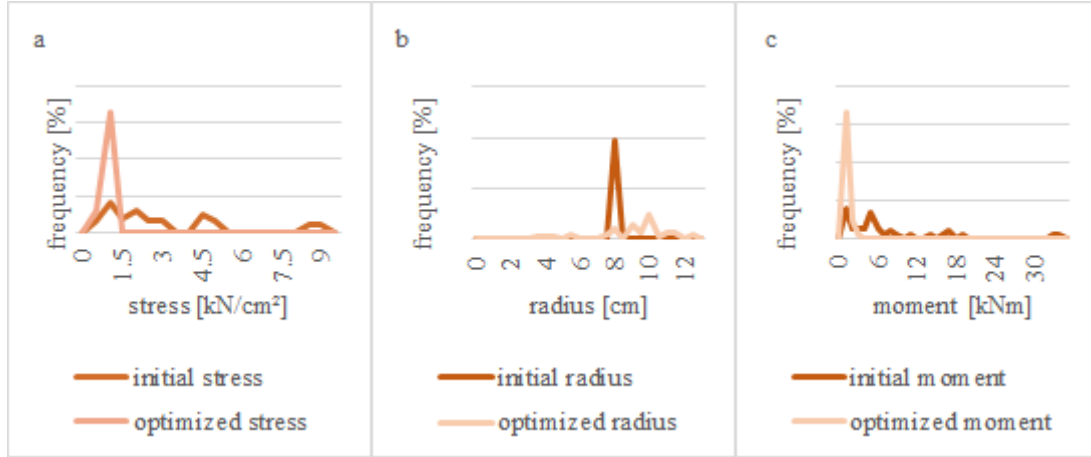 a
frequency [%]
0
1.5
3
4.5
6
7.5
9
stress [kN/cm²]
initial stress
optimized stress
b
frequency [%]
0
2
4
6
8
10
12
radius [cm]
initial radius
optimized radius
c
frequency [%]
0
6
12
18
24
30
moment [kNm]
initial moment
optimized moment